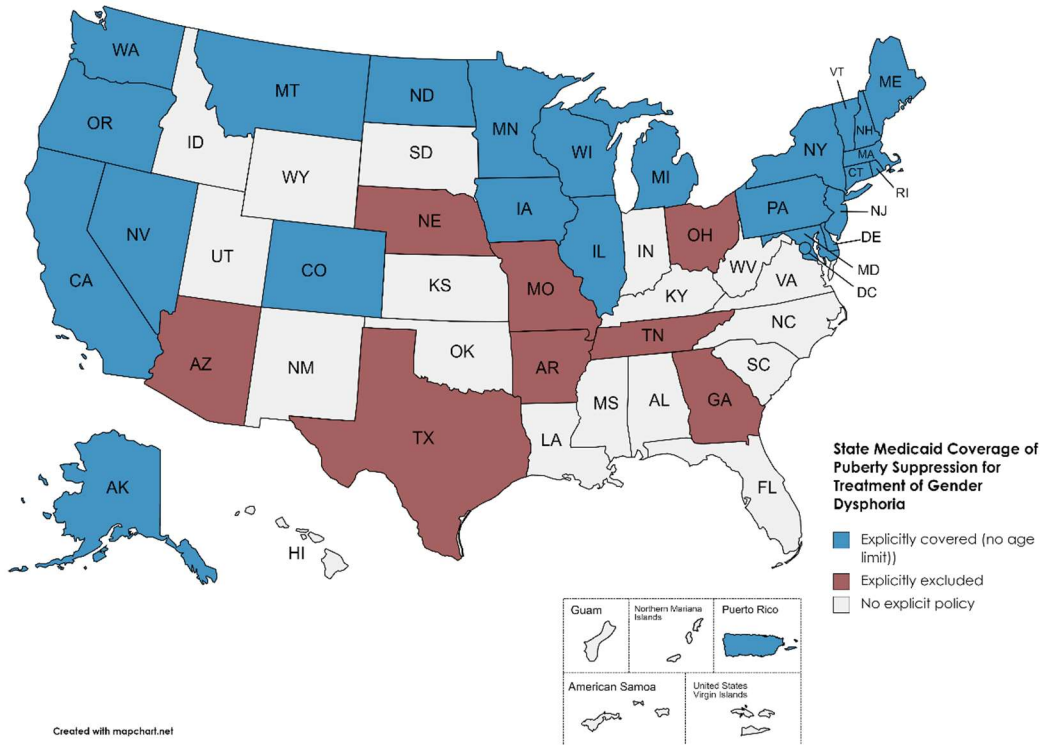 WA
MT
ND
MN
VT
ME
OR
ID
SD
WI
NY
NH
MA
WY
MI
CT
RI
IA
PA
NJ
NE
NV
OH
DE
UT
CO
IL
IN
MD
WV
DC
CA
KS
MO
VA
KY
NC
TN
AZ
NM
OK
AR
SC
MS
AL
GA
TX
LA
FL
AK
HI
State Medicaid Coverage of
Puberty Suppression for
Treatment of Gender
Dysphoria
Explicitly covered (no age
limit))
Explicitly excluded
No explicit policy
Guam
Northern Mariana
Islands
Puerto Rico
American Samoa
United States
Virgin Islands
Created with mapchart.net